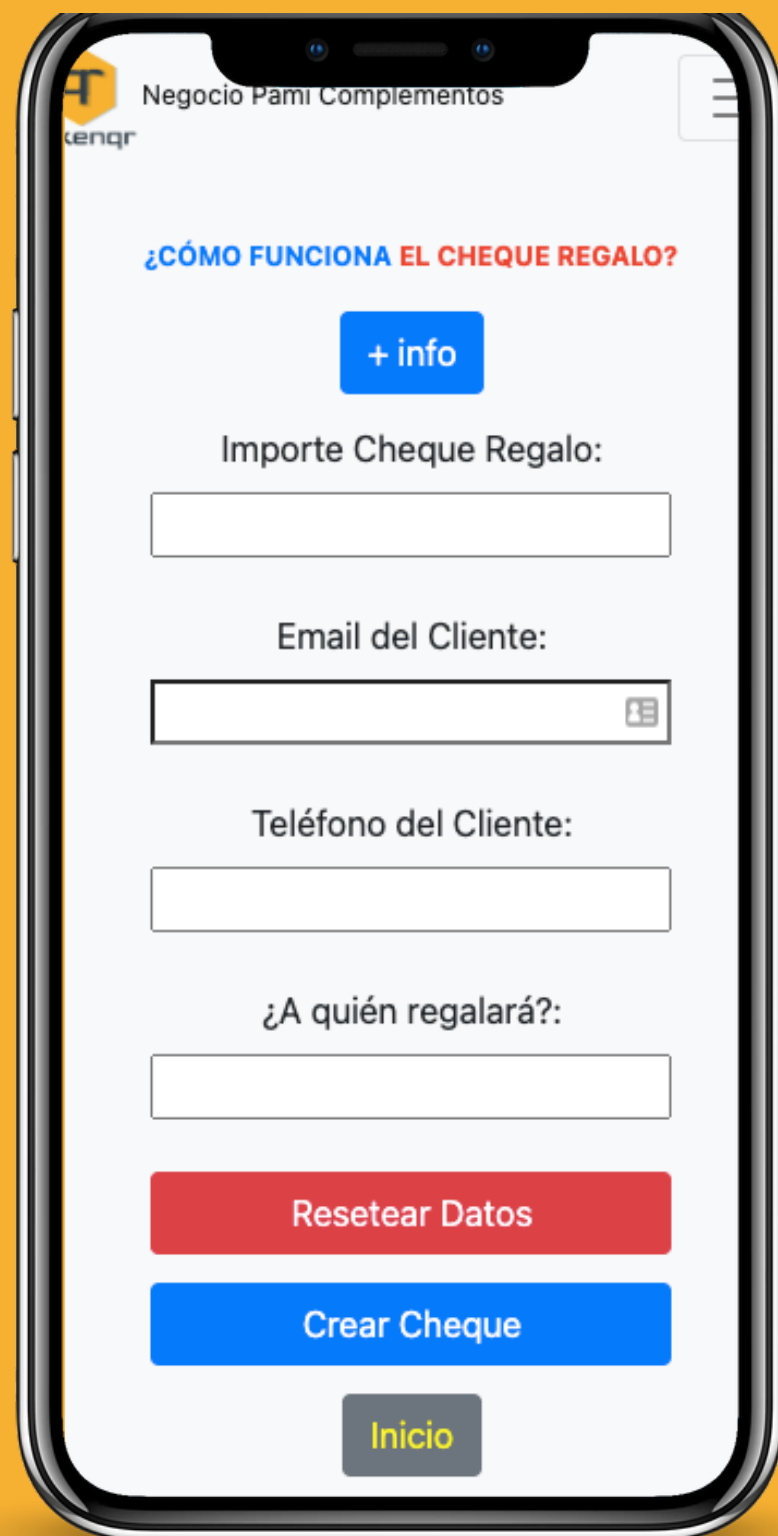 Negocio Pami Complementos
kenqr
¿CÓMO FUNCIONA EL CHEQUE REGALO?
+ info
Importe Cheque Regalo:
Email del Cliente:
Teléfono del Cliente:
¿A quién regalará?:
Resetear Datos
Crear Cheque
Inicio